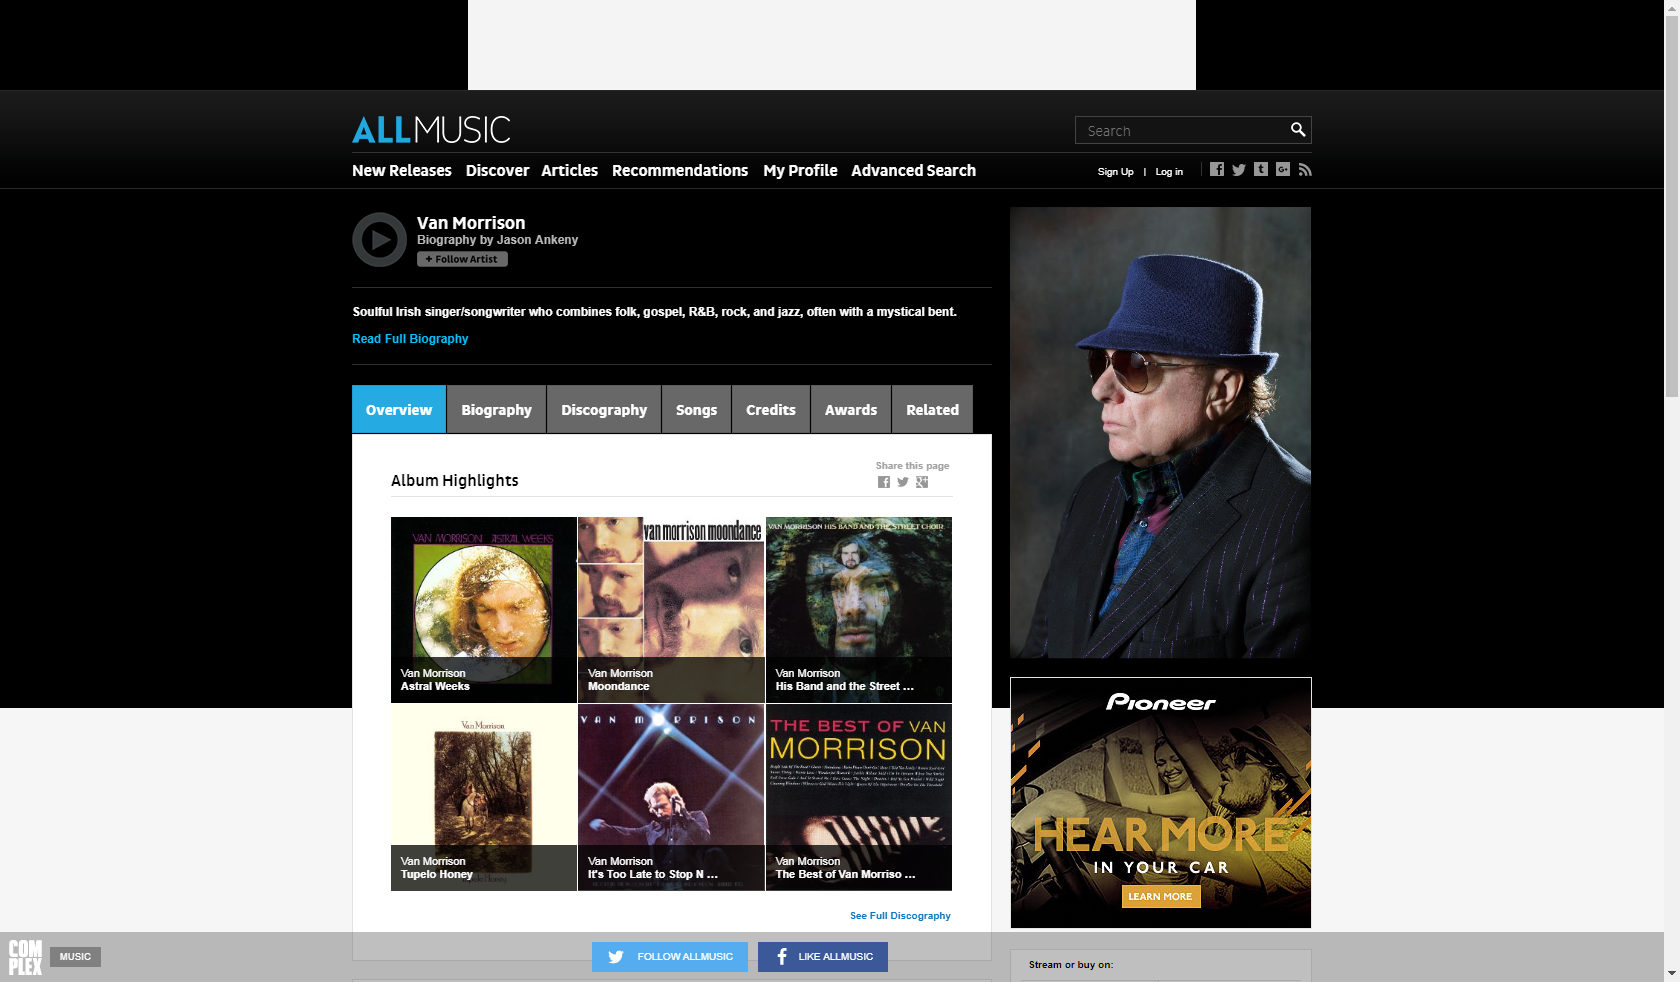 ALLMUSIC
Search
New Releases Discover Articles Recommendations My Profile Advanced Search
Sign Up | Log in
Van Morrison
Biography by Jason Ankeny
+ Follow Artist
Soulful Irish singer/songwriter who combines folk, gospel, R&B, rock, and jazz, often with a mystical bent.
Read Full Biography
Overview Biography Discography Songs Credits Awards Related
Share this page
Album Highlights
VAN MORRISON ASTRAL WEEKS
van morrison moondance
VAN MORRISON HIS BAND AND THE STREET CHOIR
Van Morrison
Astral Weeks
Van Morrison
Moondance
Van Morrison
His Band and the Street ...
Van Morrison
VAN MORRISON
THE BEST OF VAN
MORRISON
Van Morrison
Tupelo Honey
Van Morrison
It's Too Late to Stop N ...
Van Morrison
The Best of Van Morriso ...
See Full Discography
Pioneer
HEAR MORE
IN YOUR CAR
LEARN MORE
Stream or buy on:
COM
PLEX
MUSIC
FOLLOW ALLMUSIC
LIKE ALLMUSIC